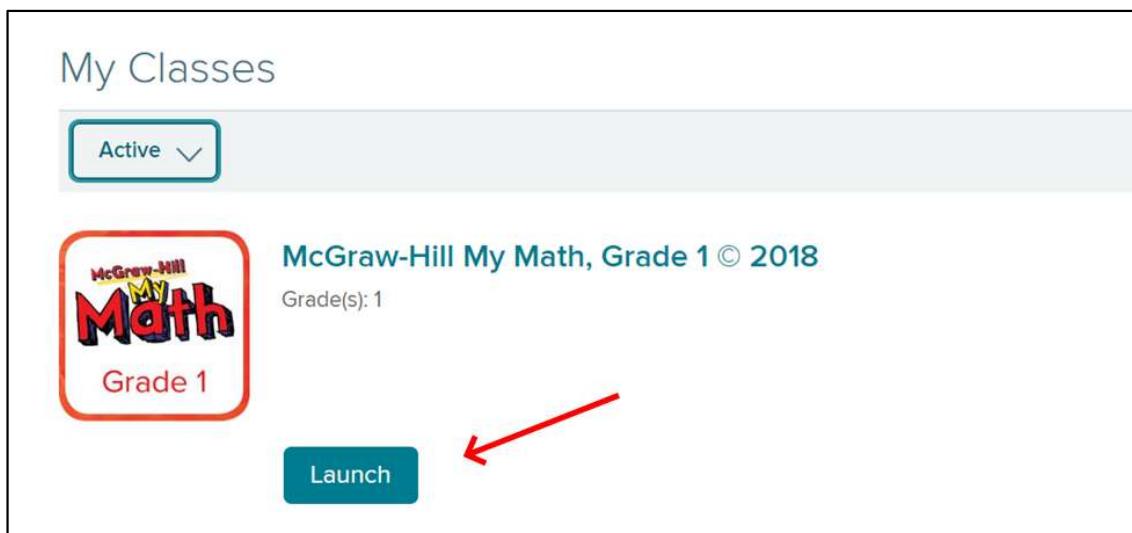 My Classes
Active
McGraw-Hill
My
Math
Grade 1
McGraw-Hill My Math, Grade 1 © 2018
Grade(s): 1
Launch